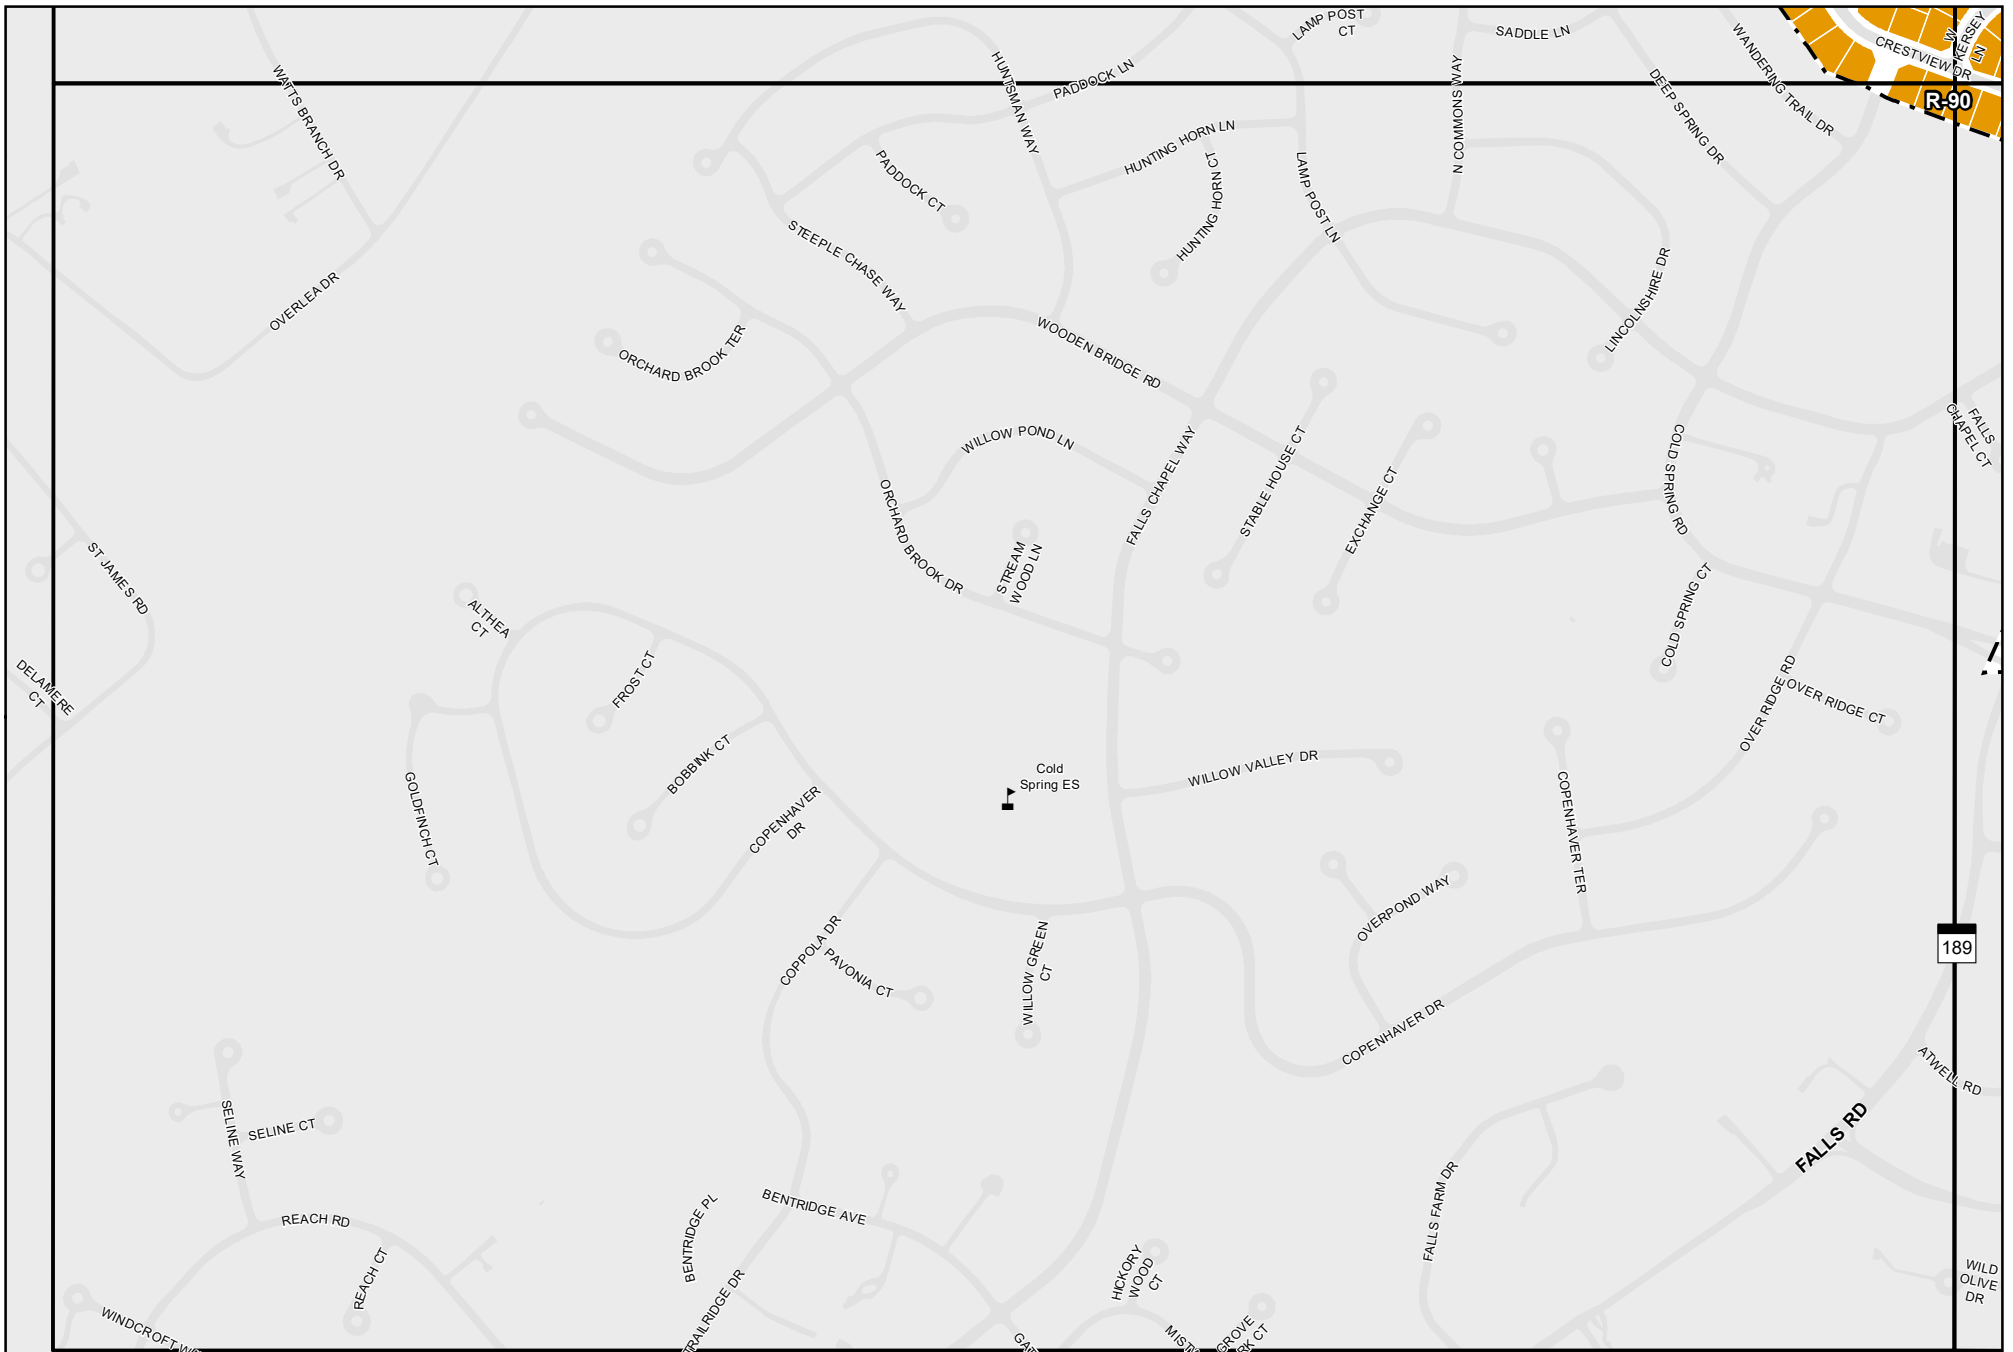 LAMP POST
CT
SADDLE LN
WANDERING TRAIL DR
CRESTVIEW DR
W
KERSEY
LN
R-90
WATTS BRANCH DR
HUNTSMAN WAY
PADDOCK LN
N COMMONS WAY
DEEP SPRING DR
HUNTING HORN LN
HUNTING HORN CT
LAMP POST LN
PADDOCK CT
STEEPLE CHASE WAY
OVERLEA DR
ORCHARD BROOK TER
WOODEN BRIDGE RD
LINCOLNSHIRE DR
WILLOW POND LN
FALLS CHAPEL WAY
STABLE HOUSE CT
EXCHANGE CT
COLD SPRING RD
FALLS
CHAPEL CT
ORCHARD BROOK DR
STREAM
WOOD LN
ST JAMES RD
ALTHEA
CT
COLD SPRING CT
DELAMERE
CT
FROST CT
OVER RIDGE RD
OVER RIDGE CT
BOBBINK CT
GOLDFINCH CT
COPENHAVER
DR
Cold
Spring ES
WILLOW VALLEY DR
COPENHAVER TER
OVERPOND WAY
COPPOLA DR
PAVONIA CT
WILLOW GREEN
CT
189
COPENHAVER DR
ATWELL RD
FALLS RD
SELINE WAY
SELINE CT
REACH RD
REACH CT
BENTRIDGE PL
BENTRIDGE AVE
FALLS FARM DR
HICKORY
WOOD
CT
WILD
OLIVE
DR
WINDCROFT
TRAILRIDGE DR
GROVE
CT